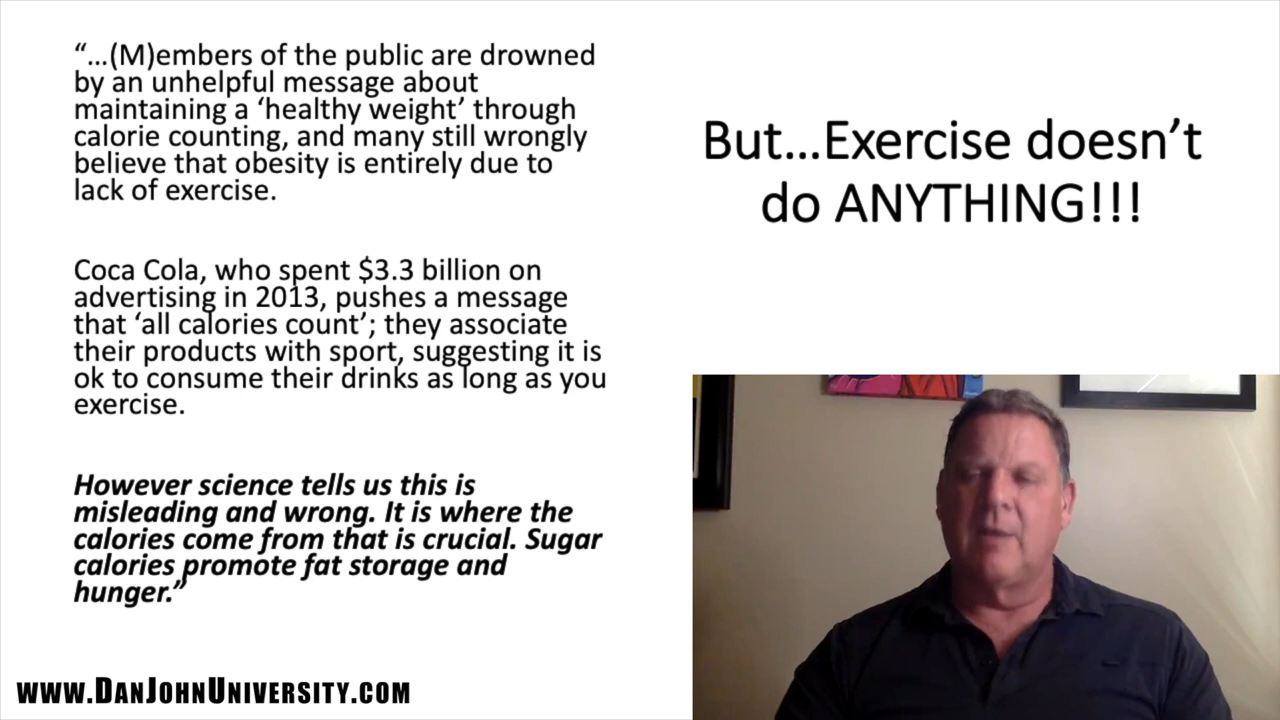 “…(M)embers of the public are drowned
by an unhelpful message about
maintaining a ‘healthy weight’ through
calorie counting, and many still wrongly
believe that obesity is entirely due to
lack of exercise.
Coca Cola, who spent $3.3 billion on
advertising in 2013, pushes a message
that ‘all calories count’; they associate
their products with sport, suggesting it is
ok to consume their drinks as long as you
exercise.
However science tells us this is
misleading and wrong. It is where the
calories come from that is crucial. Sugar
calories promote fat storage and
hunger.”
But…Exercise doesn’t
do ANYTHING!!!
www.DanJohnUniversity.com